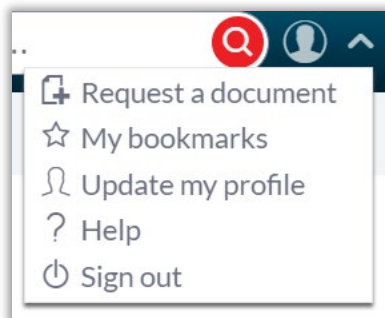 ..
Request a document
My bookmarks
Update my profile
? Help
Sign out